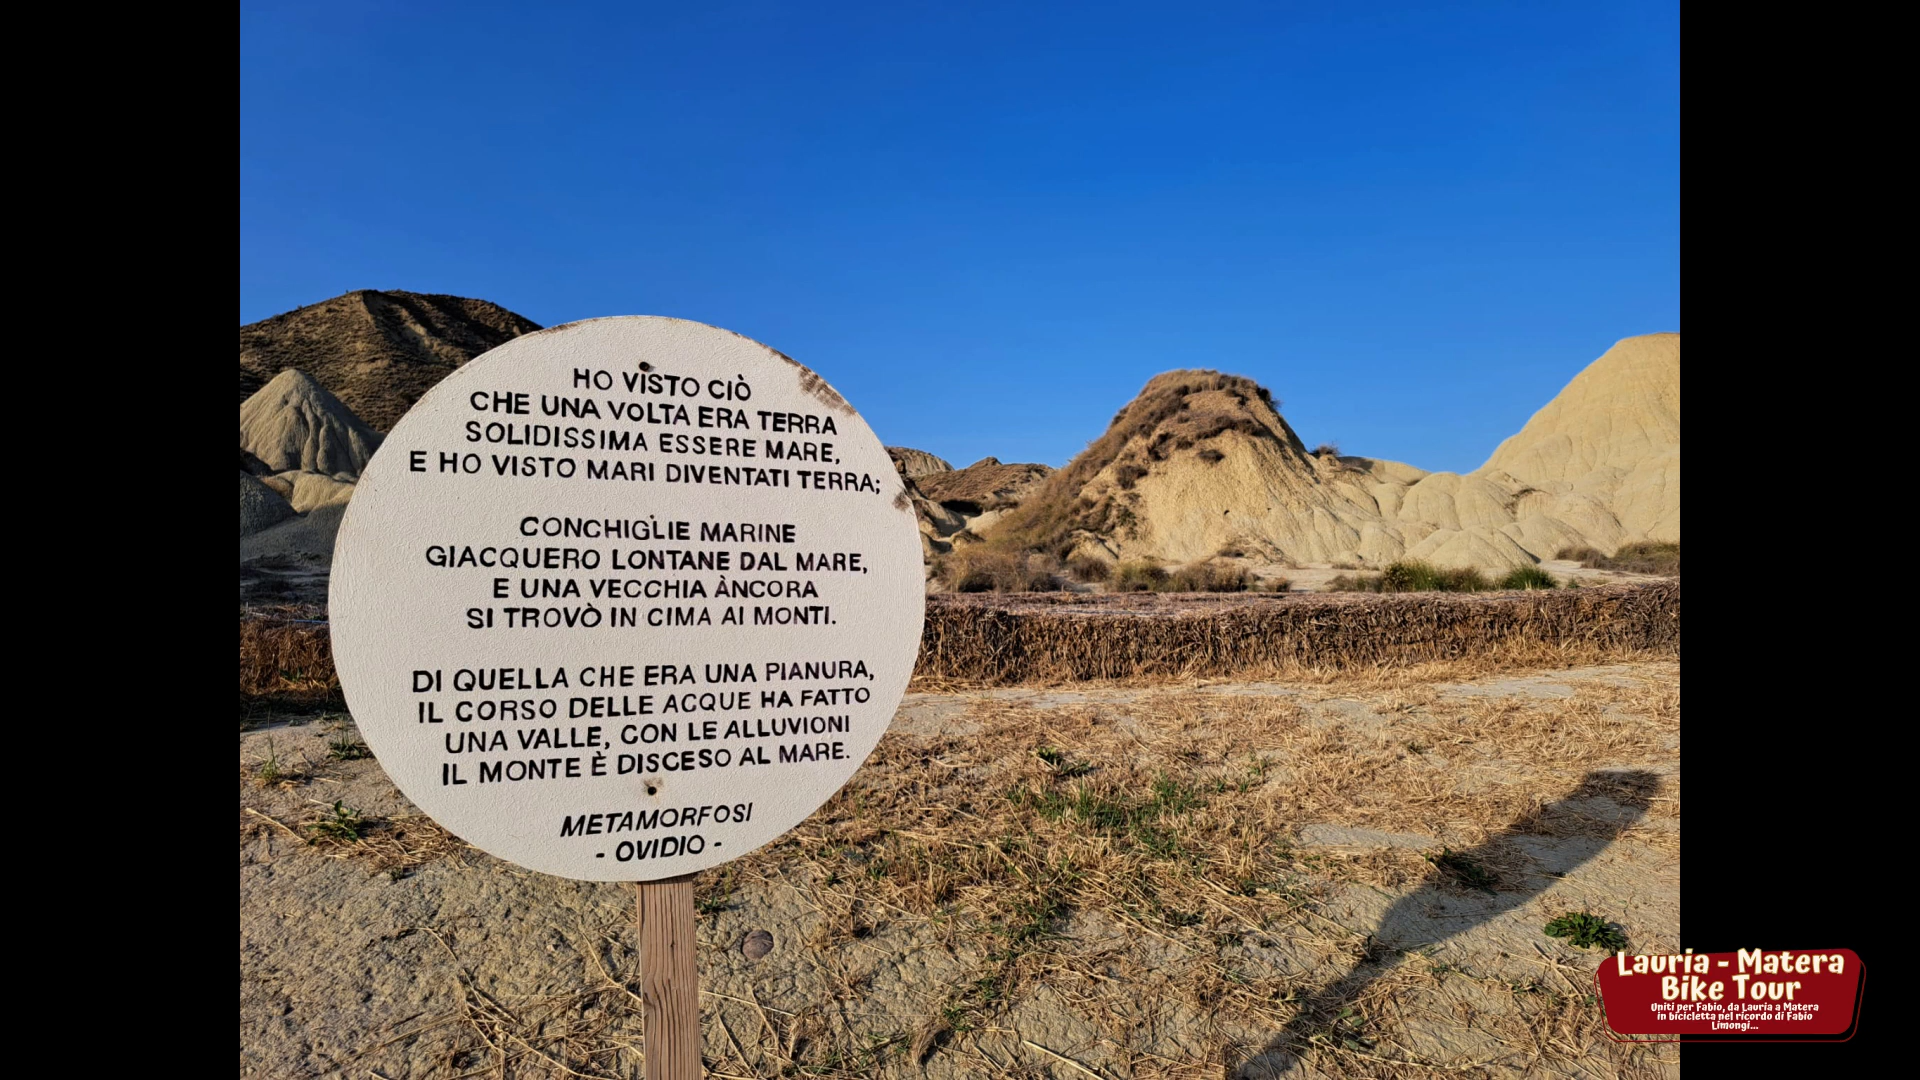 HO VISTO CIÒ
CHE UNA VOLTA ERA TERRA
SOLIDISSIMA ESSERE MARE,
E HO VISTO MARI DIVENTATI TERRA;
CONCHIGLIE MARINE
GIACQUERO LONTANE DAL MARE,
E UNA VECCHIA ÀNCORA
SI TROVÒ IN CIMA AI MONTI.
DI QUELLA CHE ERA UNA PIANURA,
IL CORSO DELLE ACQUE HA FATTO
UNA VALLE, CON LE ALLUVIONI
IL MONTE È DISCESO AL MARE.
METAMORFOSI
- OVIDIO -
Lauria - Matera
Bike Tour
Uniti per Fabio, da Lauria a Matera
in bicicletta nel ricordo di Fabio
Limongi...